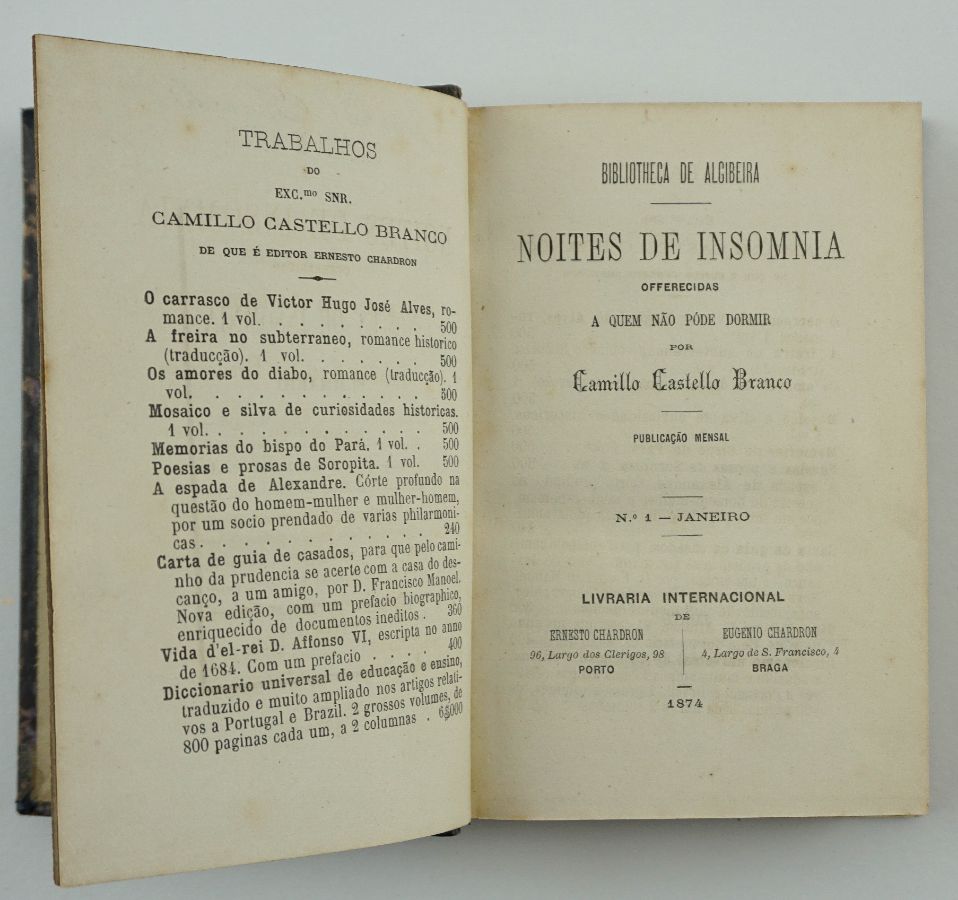 TRABALHOS
DO
EXC.mo SNR.
CAMILLO CASTELLO BRANCO
DE QUE É EDITOR ERNESTO CHARDRON
O carrasco de Victor Hugo José Alves, ro-
mance. 1 vol. . . . . . . . . 500
A freira no subterraneo, romance historico
(traducção). 1 vol. . . . . . . 500
Os amores do diabo, romance (traducção). 1
vol. . . . . . . . . . . . 500
Mosaico e silva de curiosidades historicas.
1 vol. . . . . . . . . . . 500
Memorias do bispo do Pará. 1 vol. . 500
Poesias e prosas de Soropita. 1 vol. 500
A espada de Alexandre. Córte profundo na
questão do homem-mulher e mulher-homem,
por um socio prendado de varias philarmoni-
cas . . . . . . . . . . . . 240
Carta de guia de casados, para que pelo cami-
nho da prudencia se acerte com a casa do des-
canço, a um amigo, por D. Francisco Manoel.
Nova edição, com um prefacio biographico,
enriquecido de documentos ineditos . 360
Vida d'el-rei D. Affonso VI, escripta no anno
de 1684. Com um prefacio . . . . 400
Diccionario universal de educação e ensino,
traduzido e muito ampliado nos artigos relati-
vos a Portugal e Brazil. 2 grossos volumes, de
800 paginas cada um, a 2 columnas . 6$000
BIBLIOTHECA DE ALGIBEIRA
NOITES DE INSOMNIA
OFFERECIDAS
A QUEM NÃO PÓDE DORMIR
POR
Camillo Castello Branco
PUBLICAÇÃO MENSAL
N.º 1 — JANEIRO
LIVRARIA INTERNACIONAL
DE
ERNESTO CHARDRON
96, Largo dos Clerigos, 98
PORTO
EUGENIO CHARDRON
4, Largo de S. Francisco, 4
BRAGA
1874